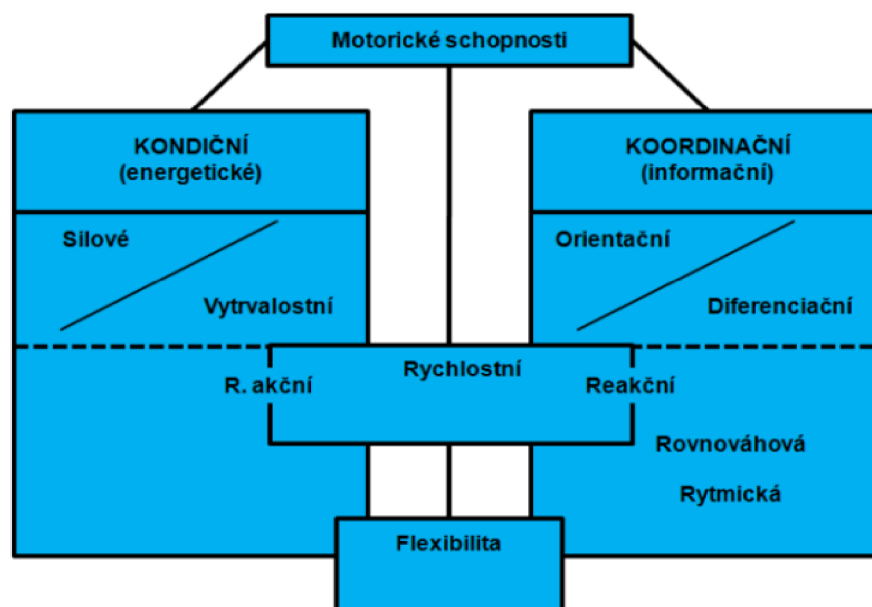 Motorické schopnosti
KONDIČNÍ
(energetické)
KOORDINAČNÍ
(informační)
Silové
Vytrvalostní
Orientační
Diferenciační
Rychlostní
R. akční
Reakční
Rovnováhová
Rytmická
Flexibilita